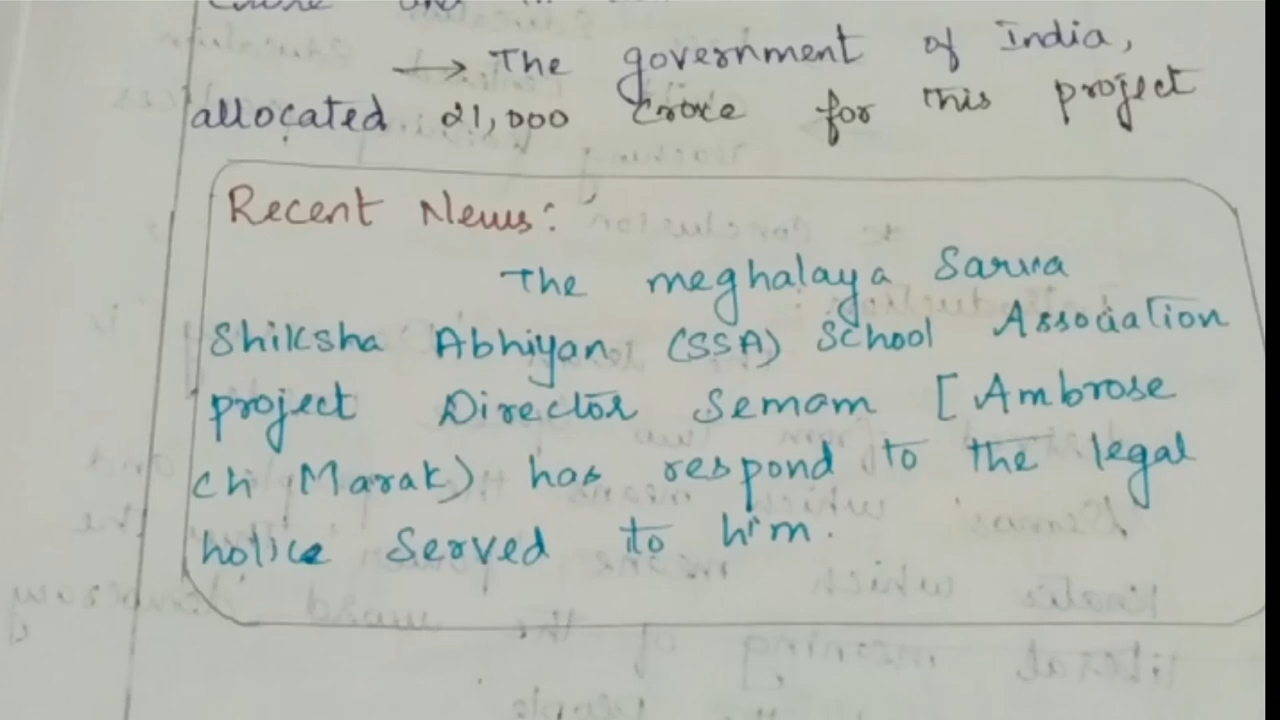 → The government of India,
allocated 21,000 crore for this project
Recent News:
The meghalaya Sarva
Shiksha Abhiyan (SSA) School Association
project Director Semam [Ambrose
ch Marak) has respond to the legal
notice Served to him.